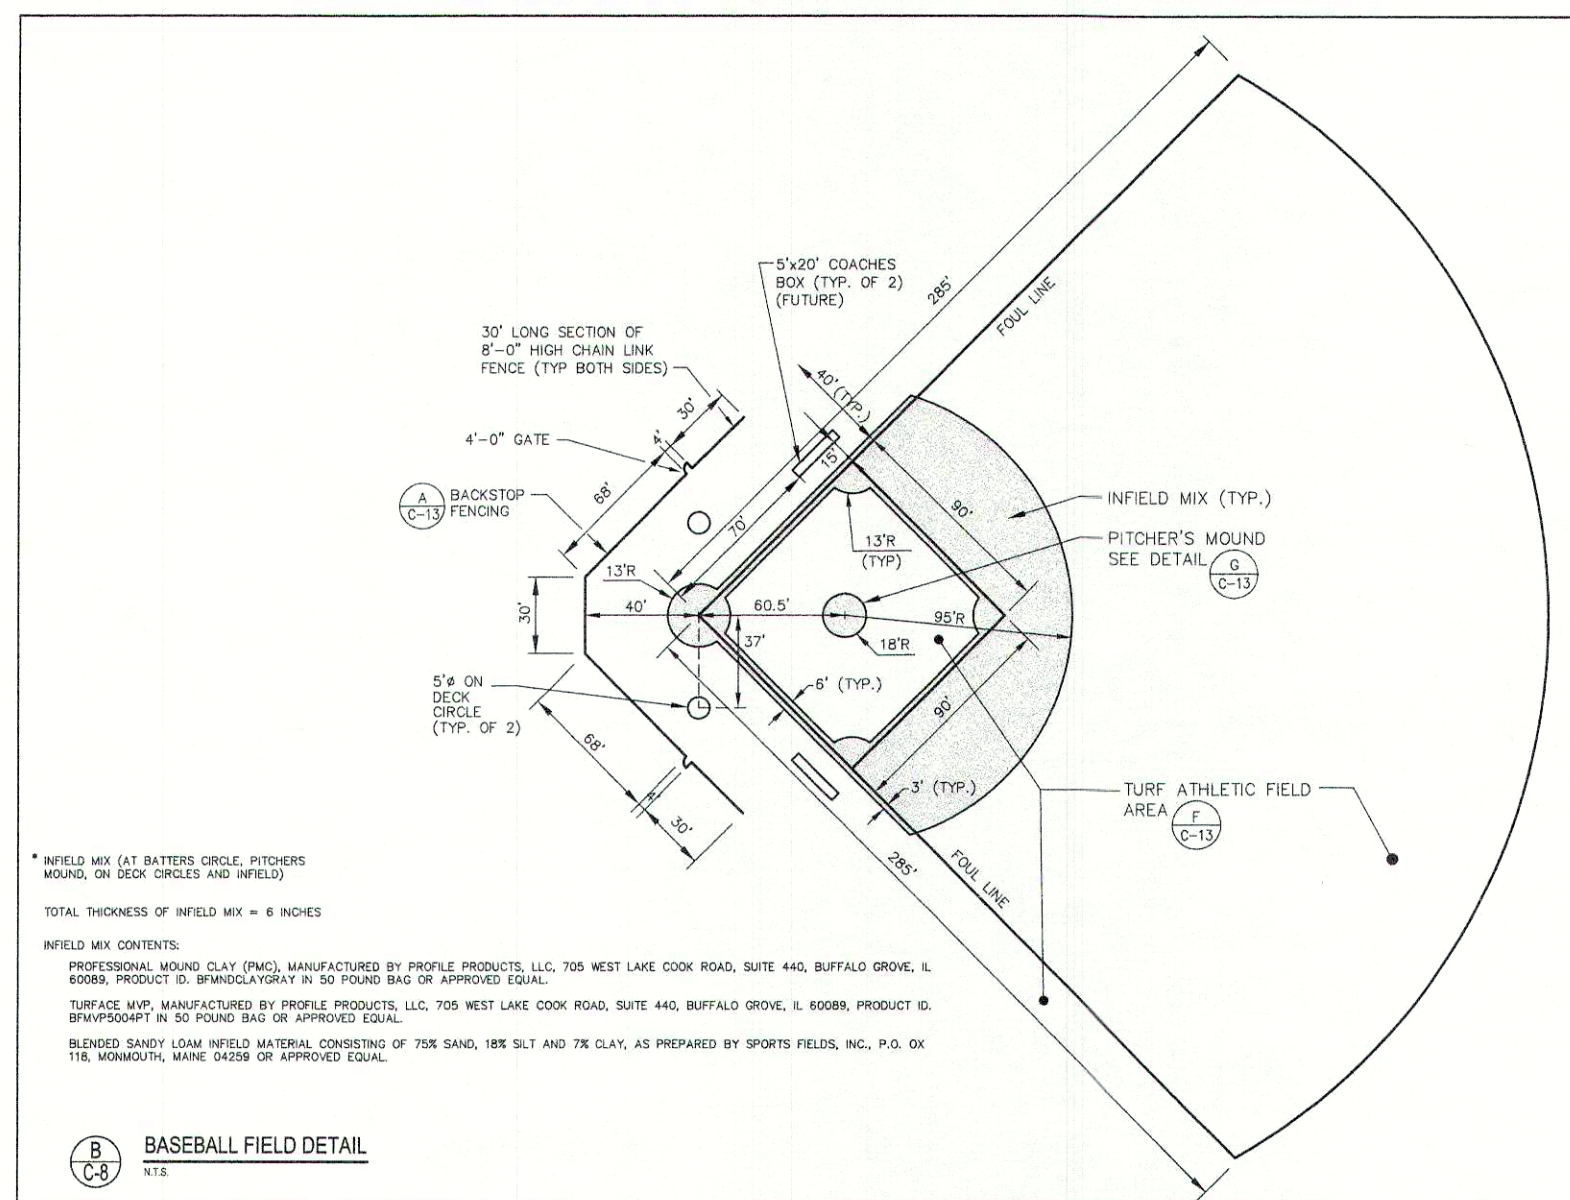 285'
FOUL LINE
5'x20' COACHES
BOX (TYP. OF 2)
(FUTURE)
30' LONG SECTION OF
8'-0" HIGH CHAIN LINK
FENCE (TYP BOTH SIDES)
40' (TYP.)
30'
4'
4'-0" GATE
15'
68'
A
C-13
BACKSTOP
FENCING
70'
90'
INFIELD MIX (TYP.)
13'R
(TYP)
PITCHER'S MOUND
SEE DETAIL
G
C-13
13'R
30'
40'
60.5'
95'R
37'
18'R
5'ø ON
DECK
CIRCLE
(TYP. OF 2)
6' (TYP.)
90'
68'
4'
30'
3' (TYP.)
TURF ATHLETIC FIELD
AREA
F
C-13
285'
FOUL LINE
* INFIELD MIX (AT BATTERS CIRCLE, PITCHERS
MOUND, ON DECK CIRCLES AND INFIELD)
TOTAL THICKNESS OF INFIELD MIX = 6 INCHES
INFIELD MIX CONTENTS:
PROFESSIONAL MOUND CLAY (PMC), MANUFACTURED BY PROFILE PRODUCTS, LLC, 705 WEST LAKE COOK ROAD, SUITE 440, BUFFALO GROVE, IL
60089, PRODUCT ID. BFMNDCLAYGRAY IN 50 POUND BAG OR APPROVED EQUAL.
TURFACE MVP, MANUFACTURED BY PROFILE PRODUCTS, LLC, 705 WEST LAKE COOK ROAD, SUITE 440, BUFFALO GROVE, IL 60089, PRODUCT ID.
BFMVP5004PT IN 50 POUND BAG OR APPROVED EQUAL.
BLENDED SANDY LOAM INFIELD MATERIAL CONSISTING OF 75% SAND, 18% SILT AND 7% CLAY, AS PREPARED BY SPORTS FIELDS, INC., P.O. OX
118, MONMOUTH, MAINE 04259 OR APPROVED EQUAL.
B
C-8
BASEBALL FIELD DETAIL
N.T.S.